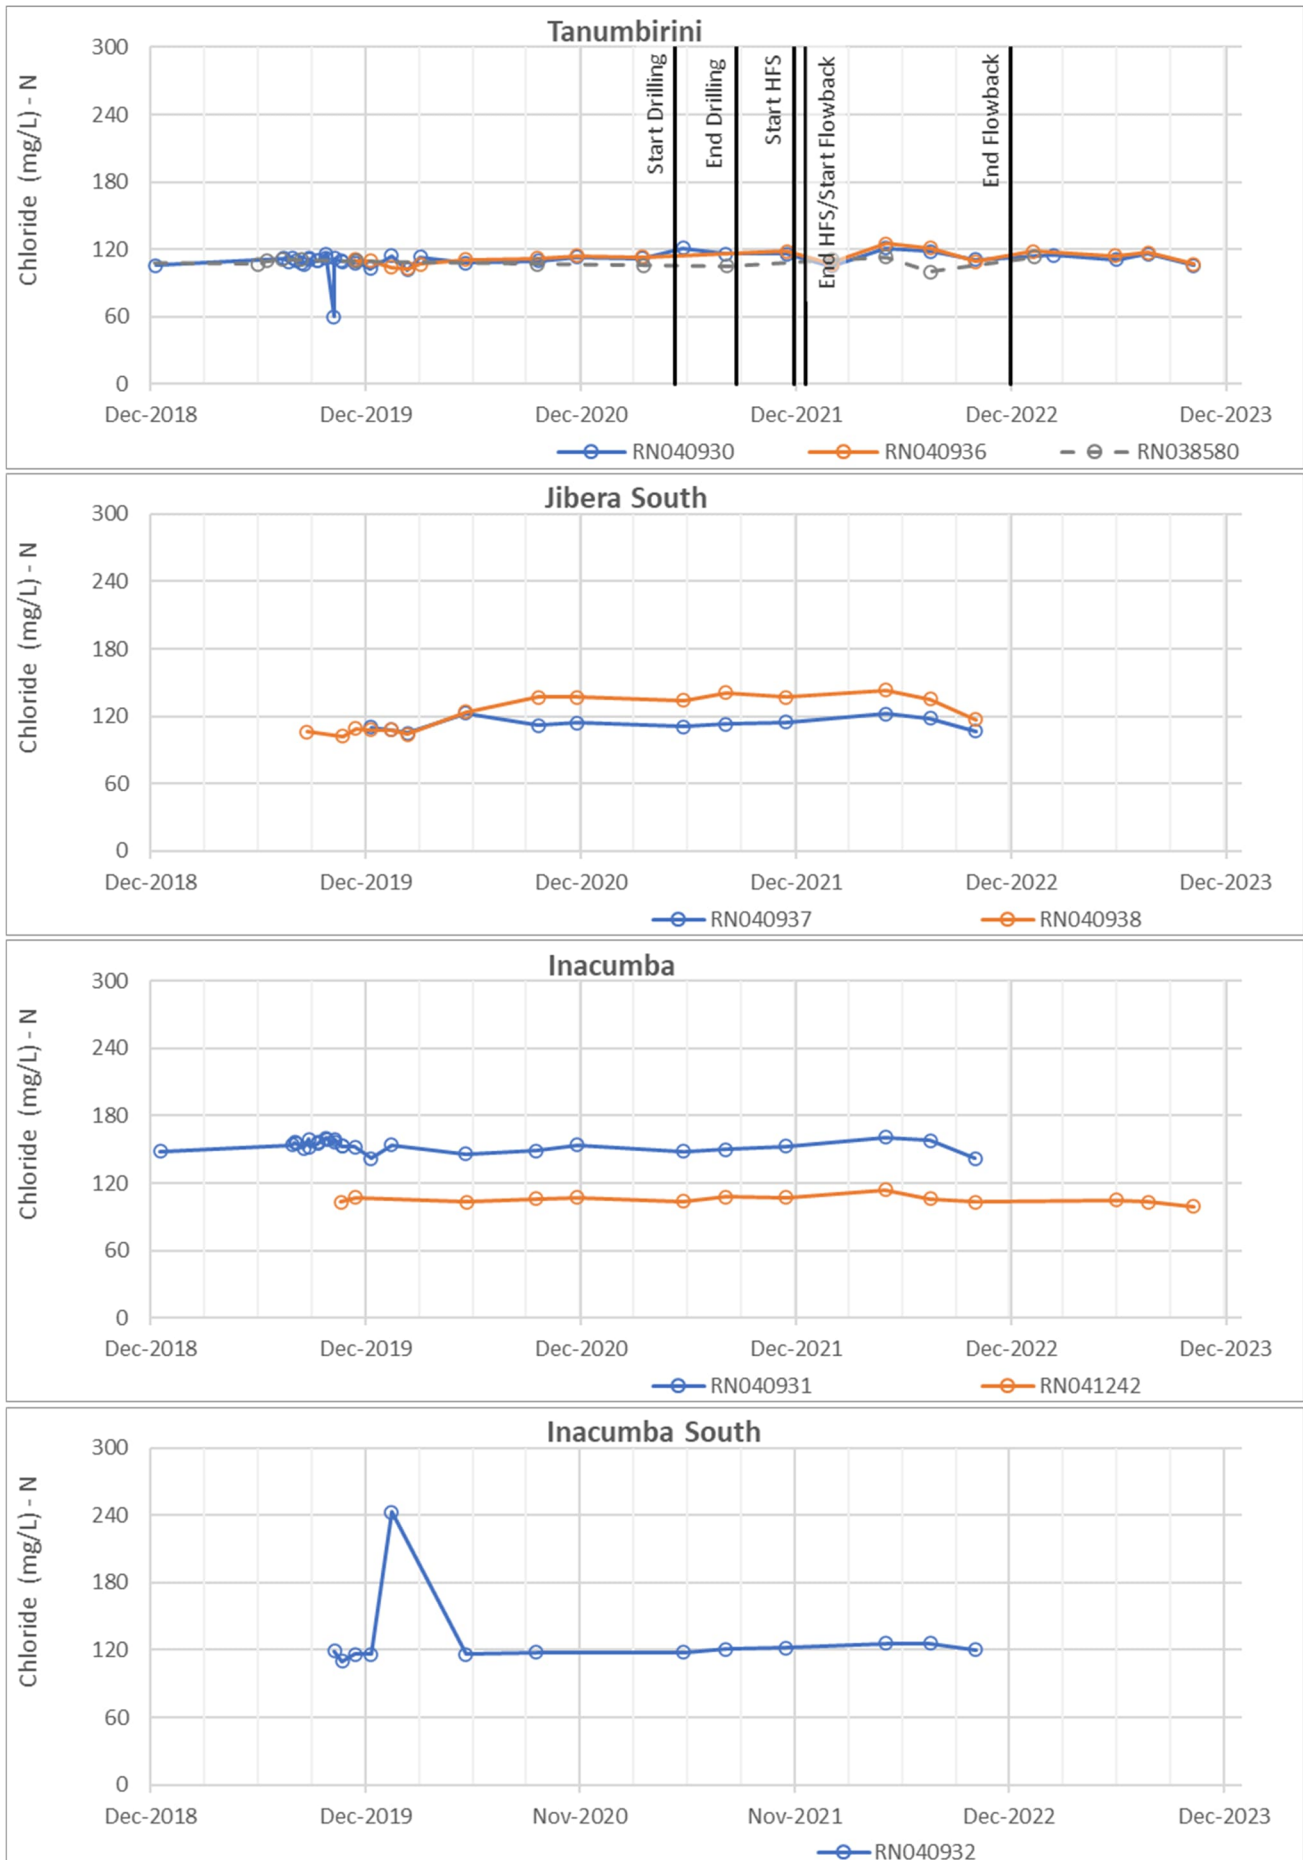 Tanumbirini
Chloride (mg/L) - N
300
240
180
120
60
0
Start Drilling
End Drilling
Start HFS
End HFS/Start Flowback
End Flowback
Dec-2018 Dec-2019 Dec-2020 Dec-2021 Dec-2022 Dec-2023
RN040930 RN040936 RN038580
Jibera South
Chloride (mg/L) - N
300
240
180
120
60
0
Dec-2018 Dec-2019 Dec-2020 Dec-2021 Dec-2022 Dec-2023
RN040937 RN040938
Inacumba
Chloride (mg/L) - N
300
240
180
120
60
0
Dec-2018 Dec-2019 Dec-2020 Dec-2021 Dec-2022 Dec-2023
RN040931 RN041242
Inacumba South
Chloride (mg/L) - N
300
240
180
120
60
0
Dec-2018 Dec-2019 Nov-2020 Nov-2021 Dec-2022 Dec-2023
RN040932